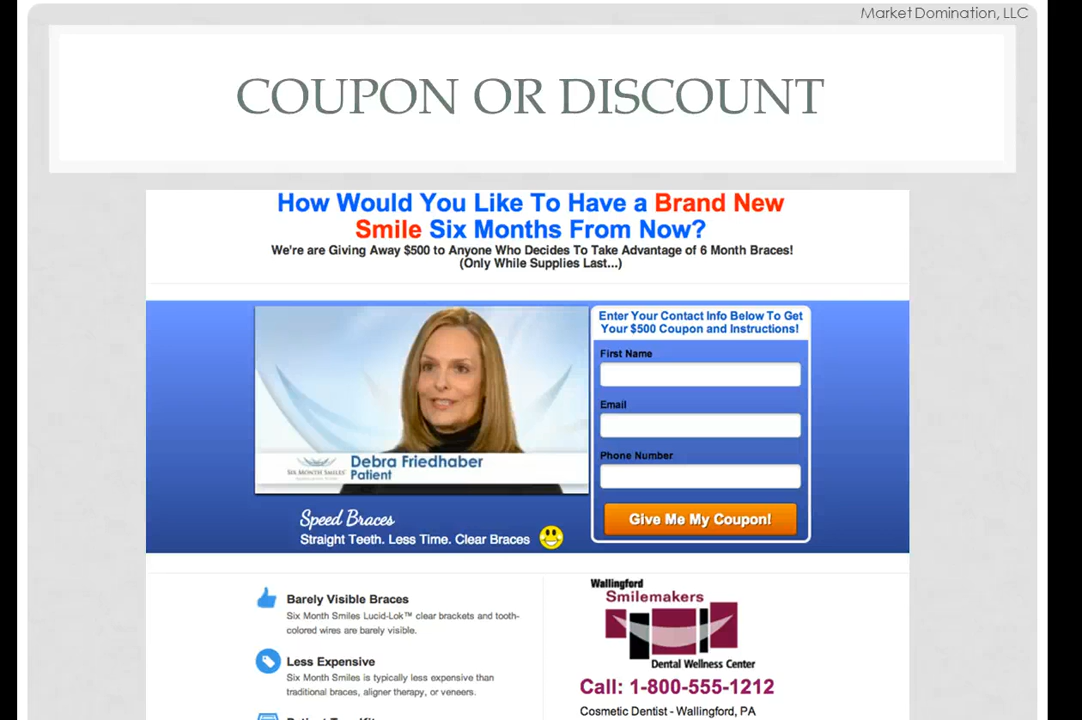 Market Domination, LLC
COUPON OR DISCOUNT
How Would You Like To Have a Brand New
Smile Six Months From Now?
We're are Giving Away $500 to Anyone Who Decides To Take Advantage of 6 Month Braces!
(Only While Supplies Last...)
Enter Your Contact Info Below To Get
Your $500 Coupon and Instructions!
First Name
Email
Phone Number
Give Me My Coupon!
SIX MONTH SMILES
Debra Friedhaber
Patient
Speed Braces
Straight Teeth. Less Time. Clear Braces
Barely Visible Braces
Six Month Smiles Lucid-Lok™ clear brackets and tooth-
colored wires are barely visible.
Less Expensive
Six Month Smiles is typically less expensive than
traditional braces, aligner therapy, or veneers.
Wallingford
Smilemakers
Dental Wellness Center
Call: 1-800-555-1212
Cosmetic Dentist - Wallingford, PA